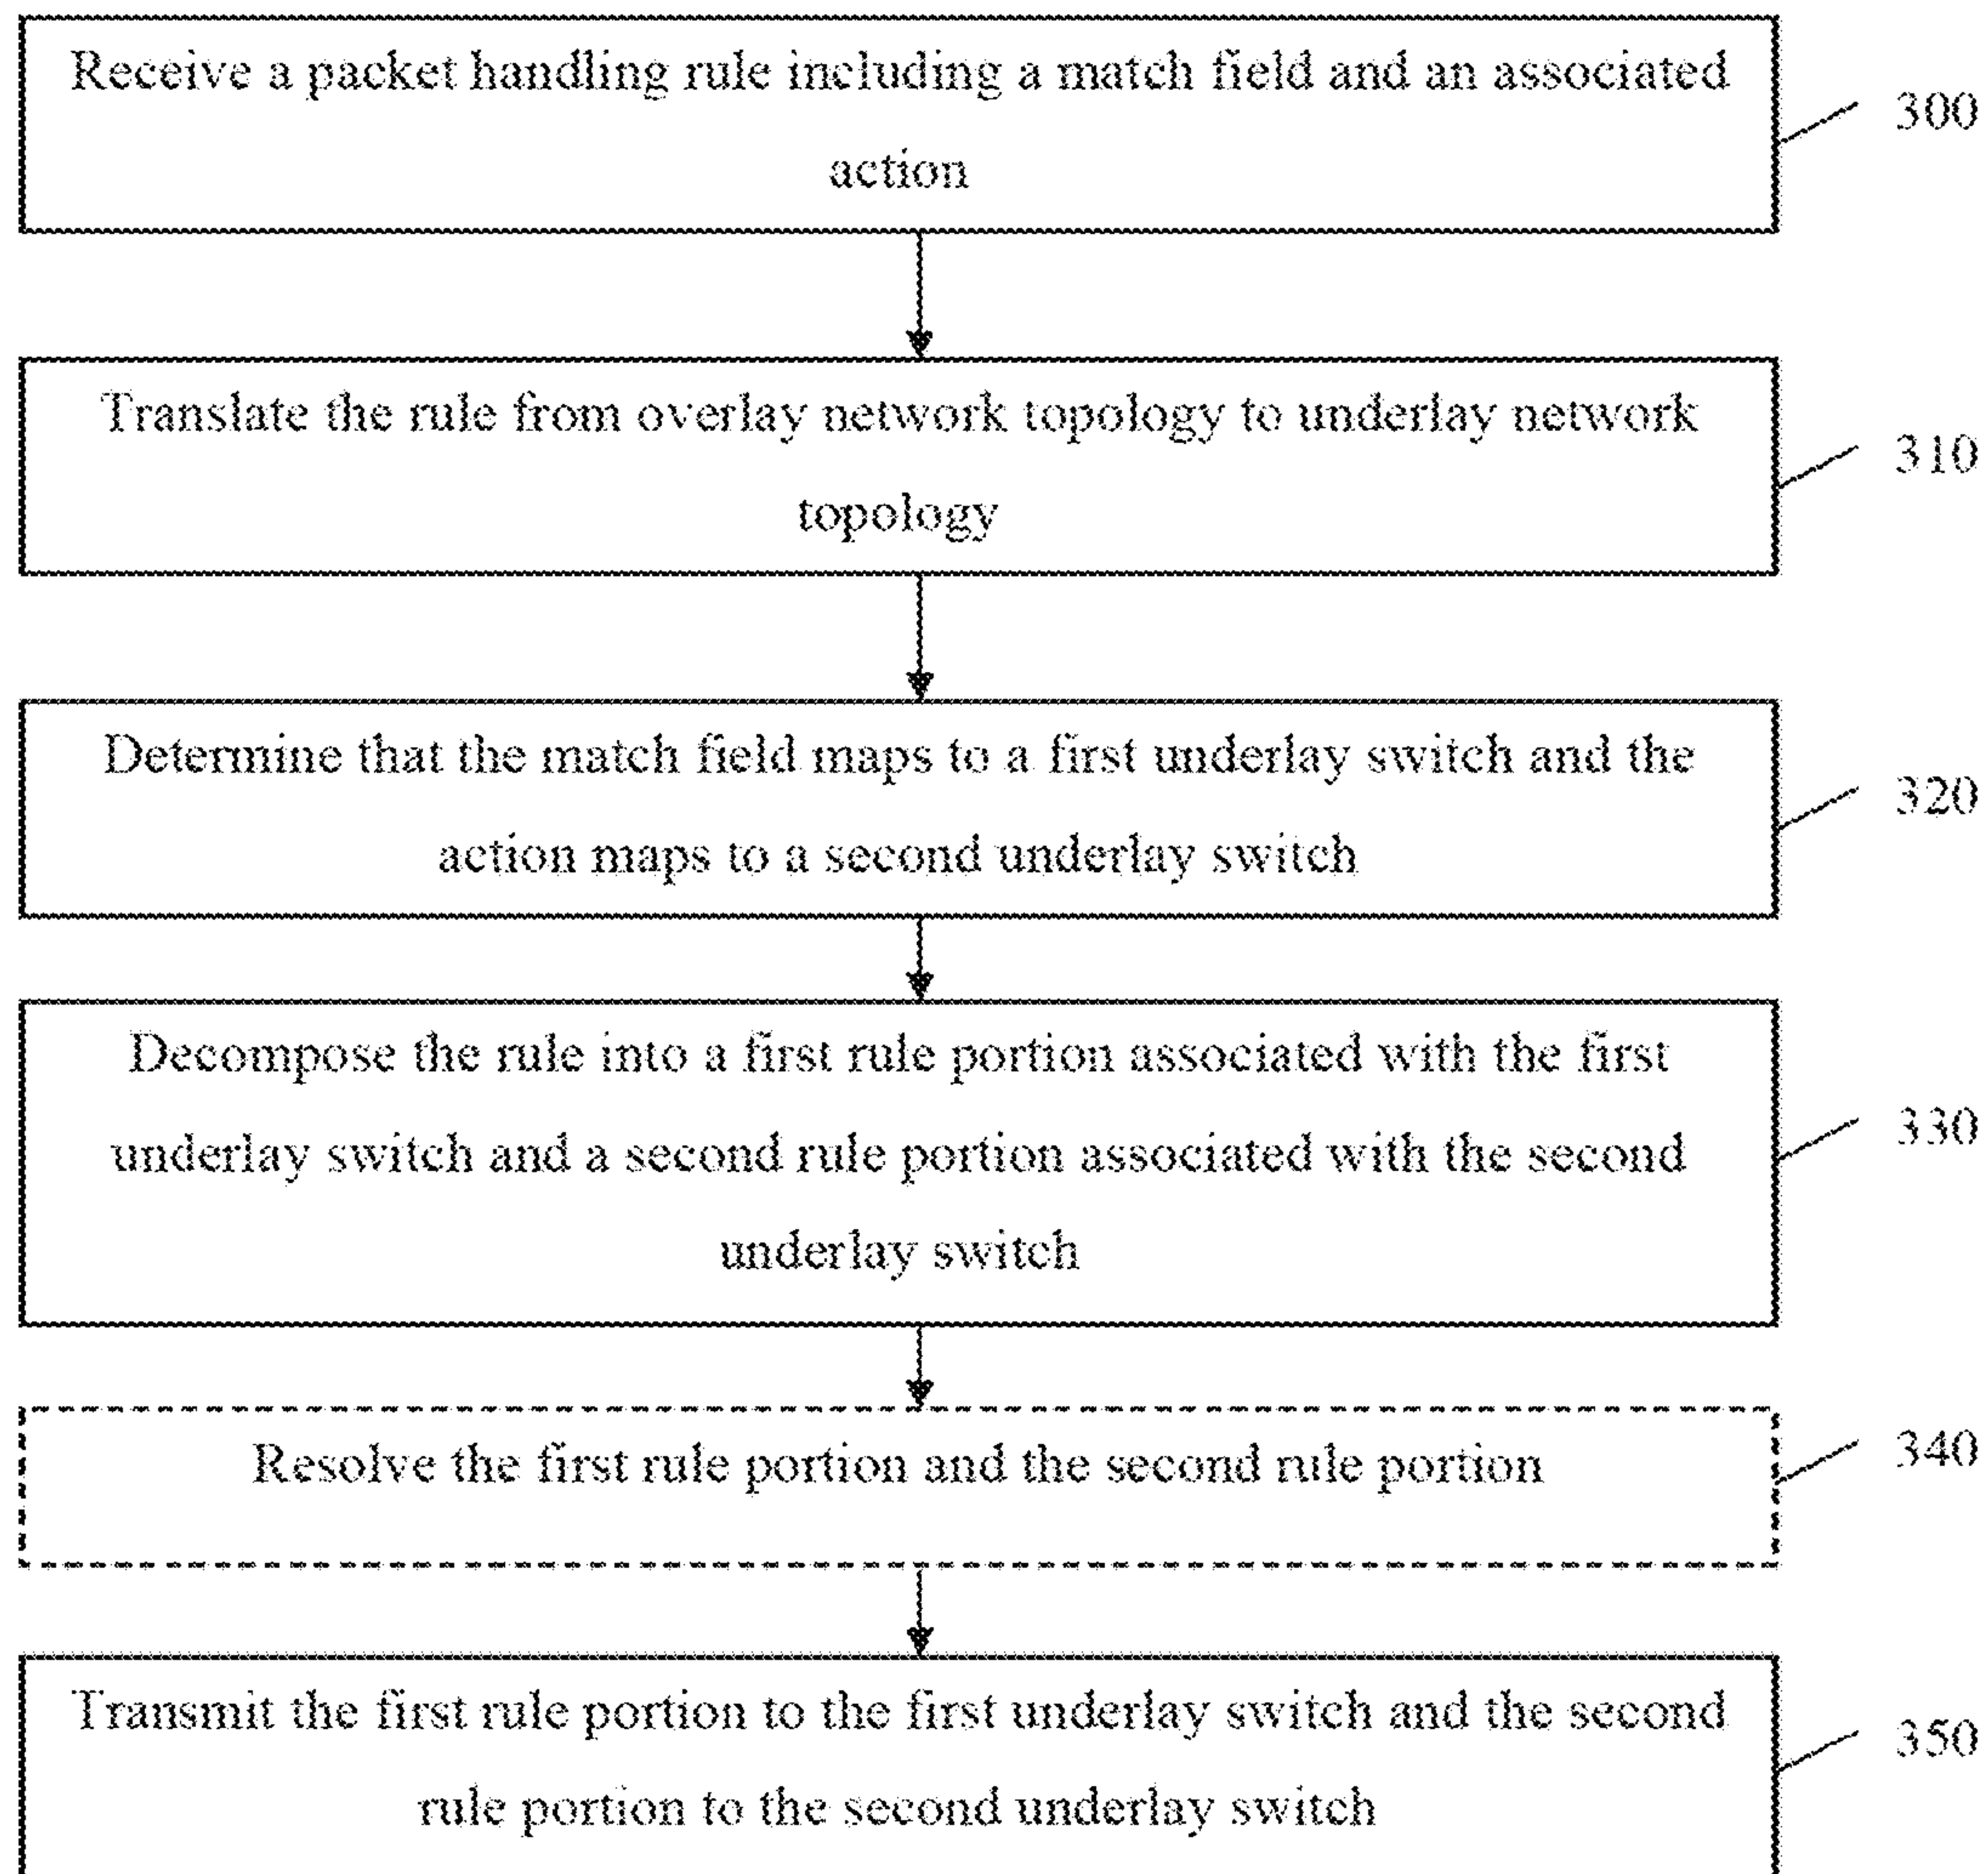 Receive a packet handling rule including a match field and an associated
action
300
Translate the rule from overlay network topology to underlay network
topology
310
Determine that the match field maps to a first underlay switch and the
action maps to a second underlay switch
320
Decompose the rule into a first rule portion associated with the first
underlay switch and a second rule portion associated with the second
underlay switch
330
Resolve the first rule portion and the second rule portion
340
Transmit the first rule portion to the first underlay switch and the second
rule portion to the second underlay switch
350